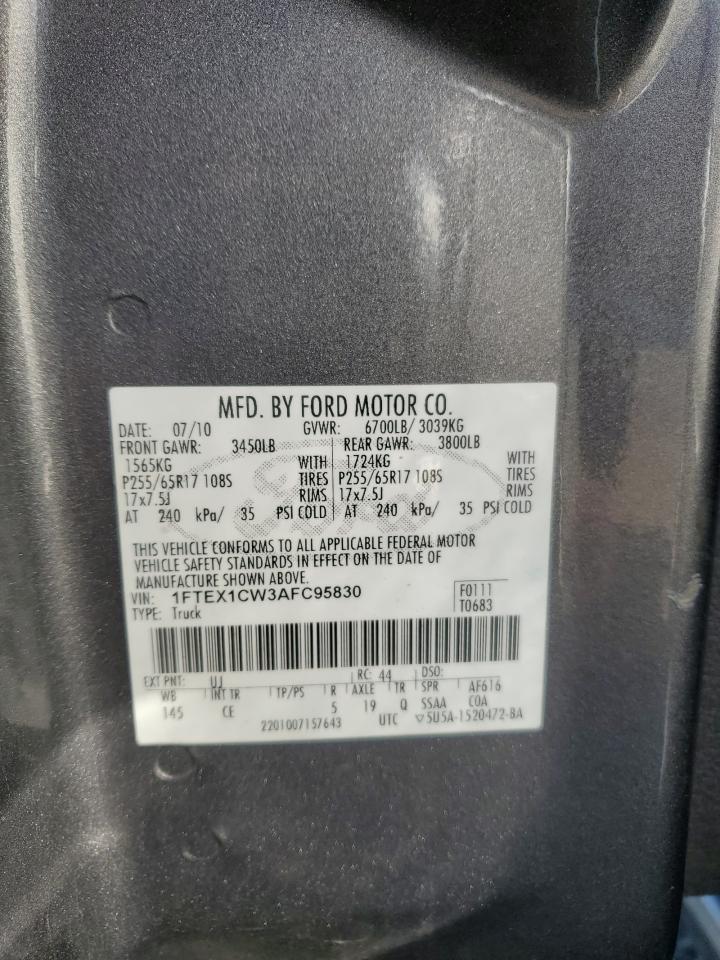 MFD. BY FORD MOTOR CO.
DATE: 07/10 GVWR: 6700LB/ 3039KG
FRONT GAWR: 3450LB REAR GAWR: 3800LB
1565KG WITH 1724KG WITH
P255/65R17 108S TIRES P255/65R17 108S TIRES
17x7.5J RIMS 17x7.5J RIMS
AT 240 kPa/ 35 PSI COLD AT 240 kPa/ 35 PSI COLD
THIS VEHICLE CONFORMS TO ALL APPLICABLE FEDERAL MOTOR
VEHICLE SAFETY STANDARDS IN EFFECT ON THE DATE OF
MANUFACTURE SHOWN ABOVE.
VIN: 1FTEX1CW3AFC95830 F0111
TYPE: Truck T0683
EXT PNT: UJ RC: 44 DSO:
WB INT TR TP/PS R AXLE TR SPR AF616
145 CE 5 19 Q SSAA COA
2201007157643 UTC ▽5U5A-1520472-BA
Ford